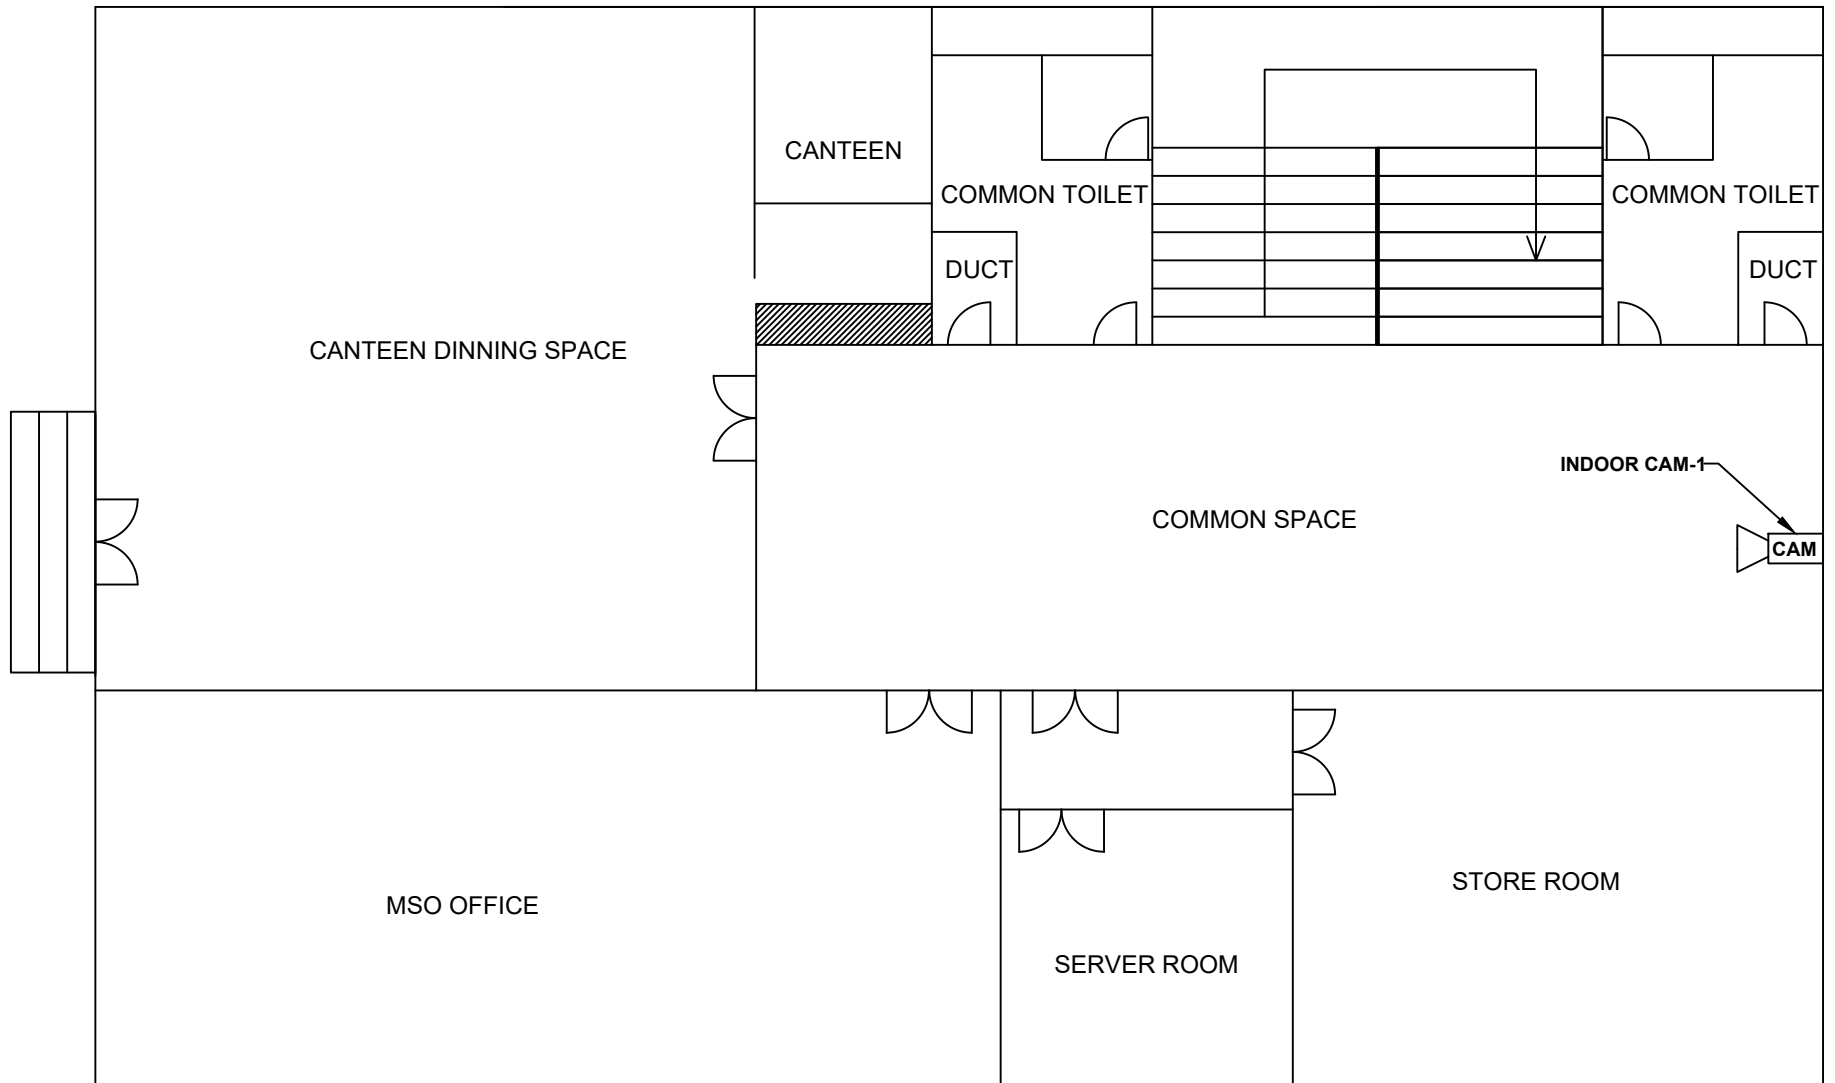 CANTEEN
COMMON TOILET
COMMON TOILET
DUCT
DUCT
CANTEEN DINNING SPACE
INDOOR CAM-1
COMMON SPACE
CAM
STORE ROOM
MSO OFFICE
SERVER ROOM